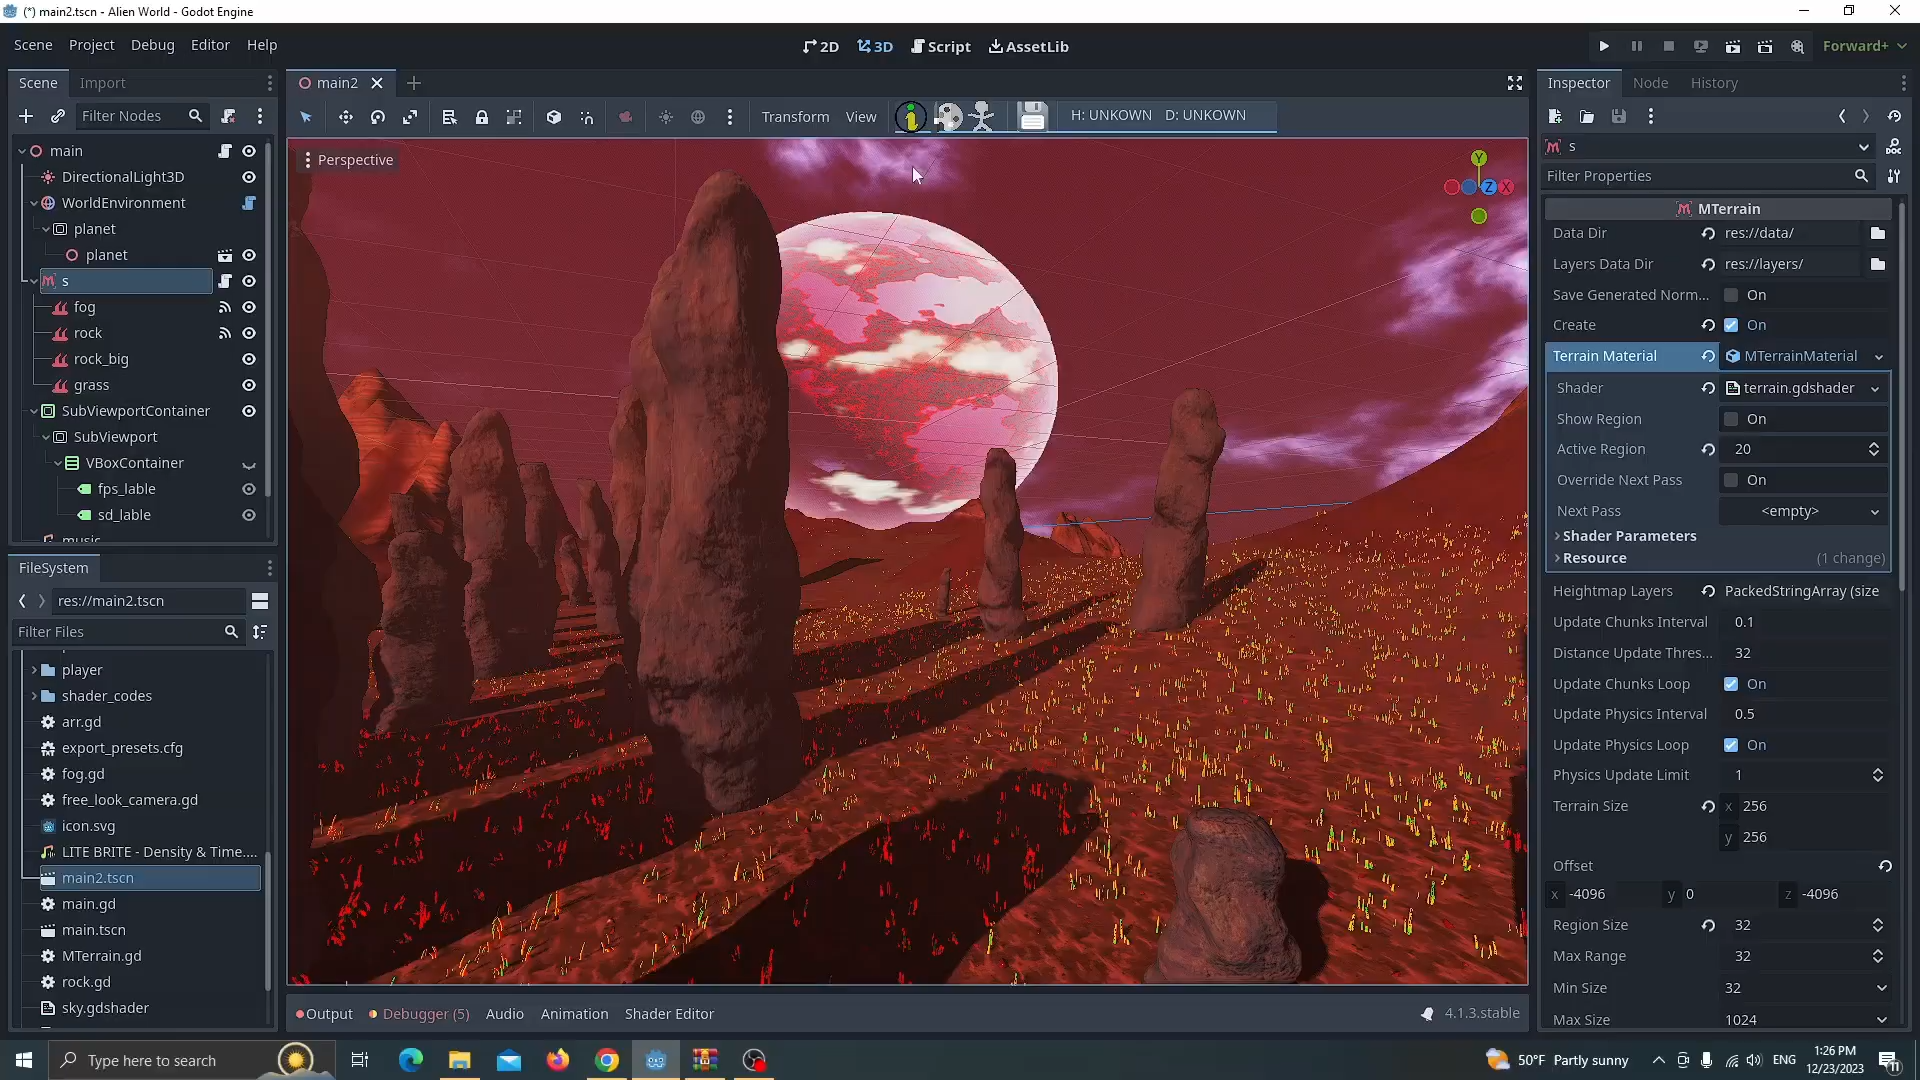 (*) main2.tscn - Alien World - Godot Engine
Scene Project Debug Editor Help
2D 3D Script AssetLib
Forward+
Scene Import
main2
Inspector Node History
Filter Nodes
Transform View
H: UNKOWN D: UNKOWN
Perspective
main
DirectionalLight3D
WorldEnvironment
planet
planet
s
fog
rock
rock_big
grass
SubViewportContainer
SubViewport
VBoxContainer
fps_lable
sd_lable
FileSystem
res://main2.tscn
Filter Files
player
shader_codes
arr.gd
export_presets.cfg
fog.gd
free_look_camera.gd
icon.svg
LITE BRITE - Density & Time....
main2.tscn
main.gd
main.tscn
MTerrain.gd
rock.gd
sky.gdshader
Y
Z X
s
Filter Properties
MTerrain
Data Dir res://data/
Layers Data Dir res://layers/
Save Generated Norm... On
Create On
Terrain Material MTerrainMaterial
Shader terrain.gdshader
Show Region On
Active Region 20
Override Next Pass On
Next Pass <empty>
Shader Parameters
Resource (1 change)
Heightmap Layers PackedStringArray (size
Update Chunks Interval 0.1
Distance Update Thres... 32
Update Chunks Loop On
Update Physics Interval 0.5
Update Physics Loop On
Physics Update Limit 1
Terrain Size x 256
y 256
Offset
x -4096 y 0 z -4096
Region Size 32
Max Range 32
Min Size 32
Max Size 1024
Output Debugger (5) Audio Animation Shader Editor
4.1.3.stable
Type here to search
50°F Partly sunny
ENG
1:26 PM
12/23/2023
11